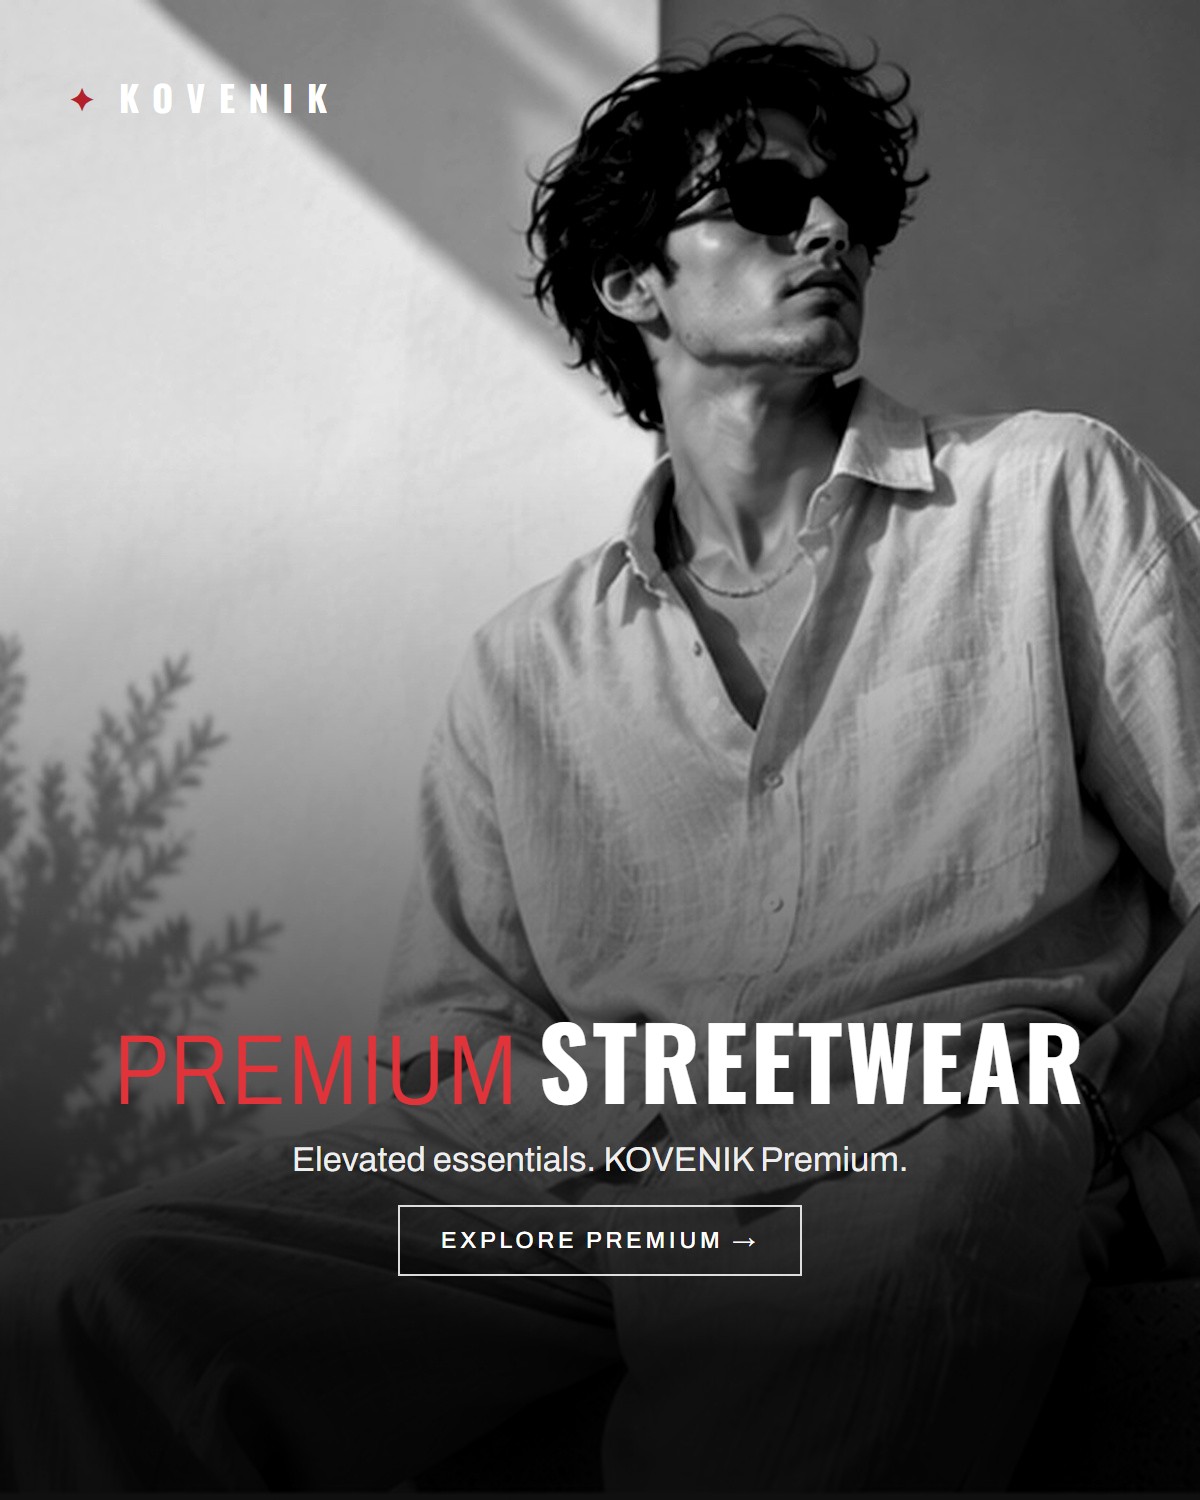 ✦ KOVENIK
PREMIUM STREETWEAR
Elevated essentials. KOVENIK Premium.
EXPLORE PREMIUM →